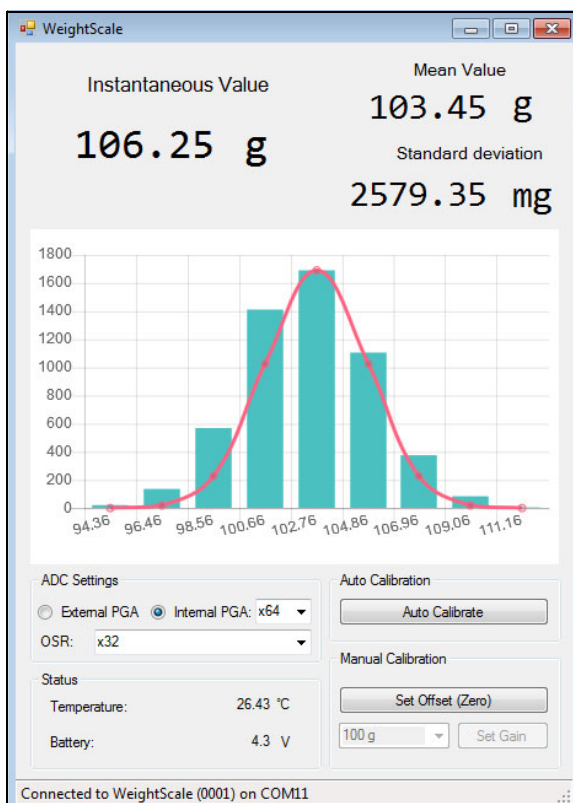 WeightScale
Instantaneous Value
106.25 g
Mean Value
103.45 g
Standard deviation
2579.35 mg
1800
1600
1400
1200
1000
800
600
400
200
0
94.36 96.46 98.56 100.66 102.76 104.86 106.96 109.06 111.16
ADC Settings
External PGA Internal PGA: x64
OSR: x32
Status
Temperature: 26.43 °C
Battery: 4.3 V
Auto Calibration
Auto Calibrate
Manual Calibration
Set Offset (Zero)
100 g Set Gain
Connected to WeightScale (0001) on COM11